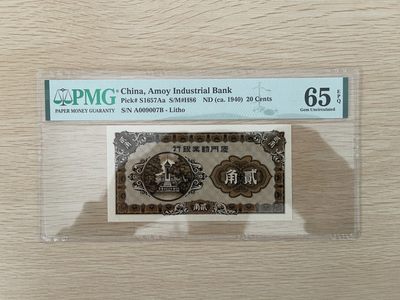 PMG
PAPER MONEY GUARANTY
China, Amoy Industrial Bank
Pick# S1657Aa S/M#H86 ND (ca. 1940) 20 Cents
S/N A009007B - Litho
65 EPQ
Gem Uncirculated
行銀業勸門廈
角貳
角貳